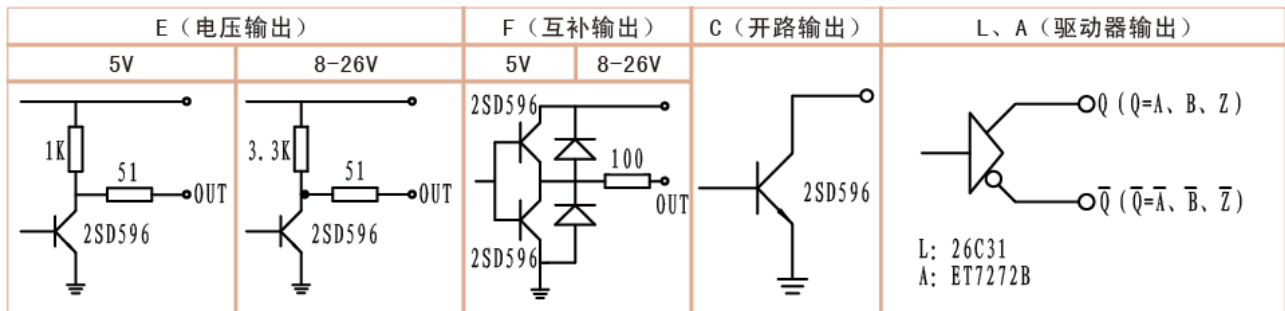 E（电压输出）
F（互补输出）
C（开路输出）
L、A（驱动器输出）
5V
8-26V
5V
8-26V
1K
51
OUT
2SD596
3.3K
51
OUT
2SD596
2SD596
100
OUT
2SD596
2SD596
Q（Q=A、B、Z）
Q̅（Q̅=A̅、B̅、Z̅）
L: 26C31
A: ET7272B